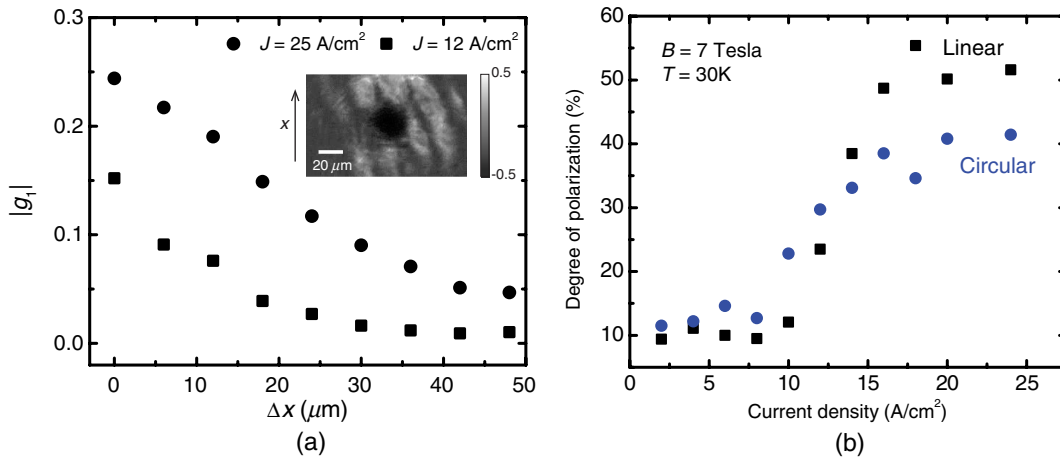 ● J = 25 A/cm² ■ J = 12 A/cm²
0.3
0.2
0.1
0.0
|g₁|
x
20 μm
0.5
-0.5
0 10 20 30 40 50
Δx (μm)
(a)
60
50
40
30
20
10
Degree of polarization (%)
B = 7 Tesla
T = 30K
Linear
Circular
0 5 10 15 20 25
Current density (A/cm²)
(b)